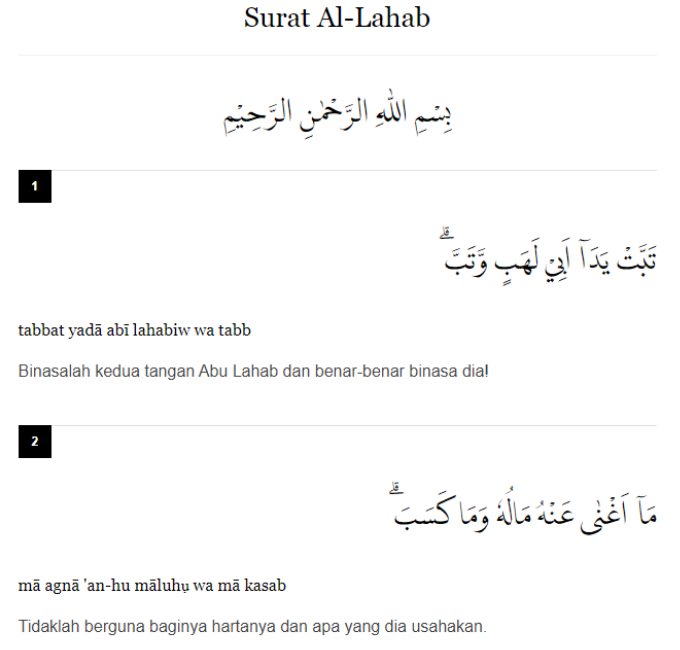 Surat Al-Lahab
بِسْمِ اللّٰهِ الرَّحْمٰنِ الرَّحِيْمِ
1
تَبَّتْ يَدَآ اَبِيْ لَهَبٍ وَّتَبَّۗ
tabbat yadā abī lahabiw wa tabb
Binasalah kedua tangan Abu Lahab dan benar-benar binasa dia!
2
مَآ اَغْنٰى عَنْهُ مَالُهٗ وَمَا كَسَبَۗ
mā agnā 'an-hu māluhụ wa mā kasab
Tidaklah berguna baginya hartanya dan apa yang dia usahakan.